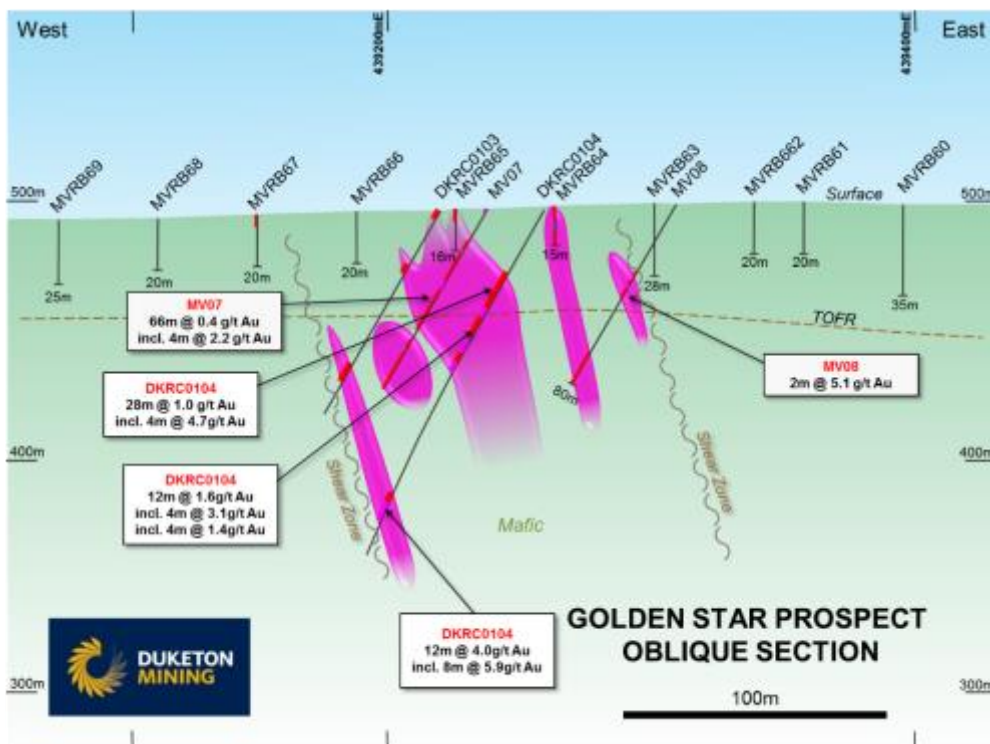 West
East
439200mE
439400mE
MVRB69
MVRB68
MVRB67
MVRB66
DKRC0103
MVRB65
MV07
DKRC0104
MVRB64
MVRB63
MV08
MVRB662
MVRB61
MVRB60
500m
Surface
500m
25m
20m
20m
20m
16m
15m
28m
20m
20m
35m
TOFR
MV07
66m @ 0.4 g/t Au
incl. 4m @ 2.2 g/t Au
MV08
2m @ 5.1 g/t Au
80m
DKRC0104
28m @ 1.0 g/t Au
incl. 4m @ 4.7g/t Au
400m
400m
DKRC0104
12m @ 1.6g/t Au
incl. 4m @ 3.1g/t Au
incl. 4m @ 1.4g/t Au
Shear Zone
Shear Zone
Mafic
DKRC0104
12m @ 4.0g/t Au
incl. 8m @ 5.9g/t Au
GOLDEN STAR PROSPECT
OBLIQUE SECTION
DUKETON
MINING
100m
300m
300m